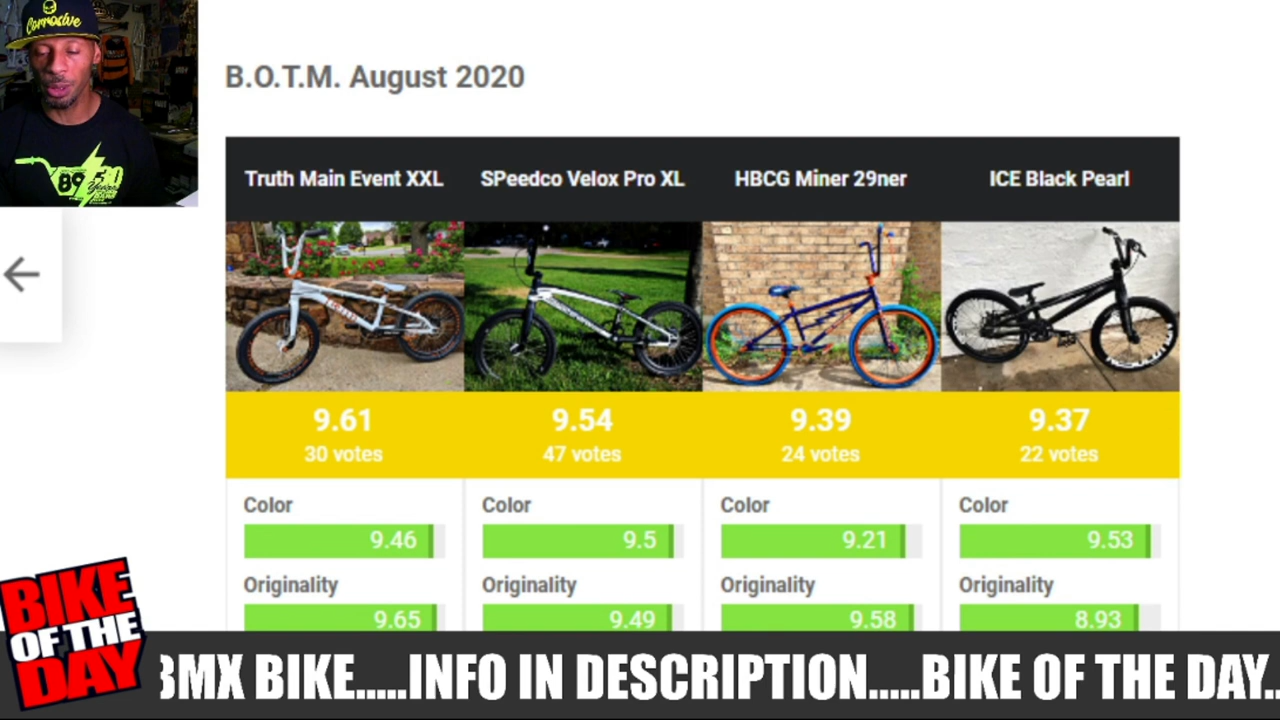 Corrosive
89
Years
B.O.T.M. August 2020
Truth Main Event XXL
SPeedco Velox Pro XL
HBCG Miner 29ner
ICE Black Pearl
9.61
9.54
9.39
9.37
30 votes
47 votes
24 votes
22 votes
Color
Color
Color
Color
9.46
9.5
9.21
9.53
Originality
Originality
Originality
Originality
9.65
9.49
9.58
8.93
BIKE
OF THE
DAY
BMX BIKE.....INFO IN DESCRIPTION.....BIKE OF THE DAY..